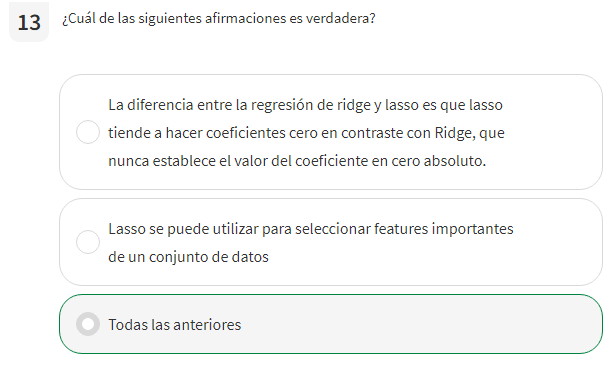 13 ¿Cuál de las siguientes afirmaciones es verdadera?
La diferencia entre la regresión de ridge y lasso es que lasso
tiende a hacer coeficientes cero en contraste con Ridge, que
nunca establece el valor del coeficiente en cero absoluto.
Lasso se puede utilizar para seleccionar features importantes
de un conjunto de datos
Todas las anteriores